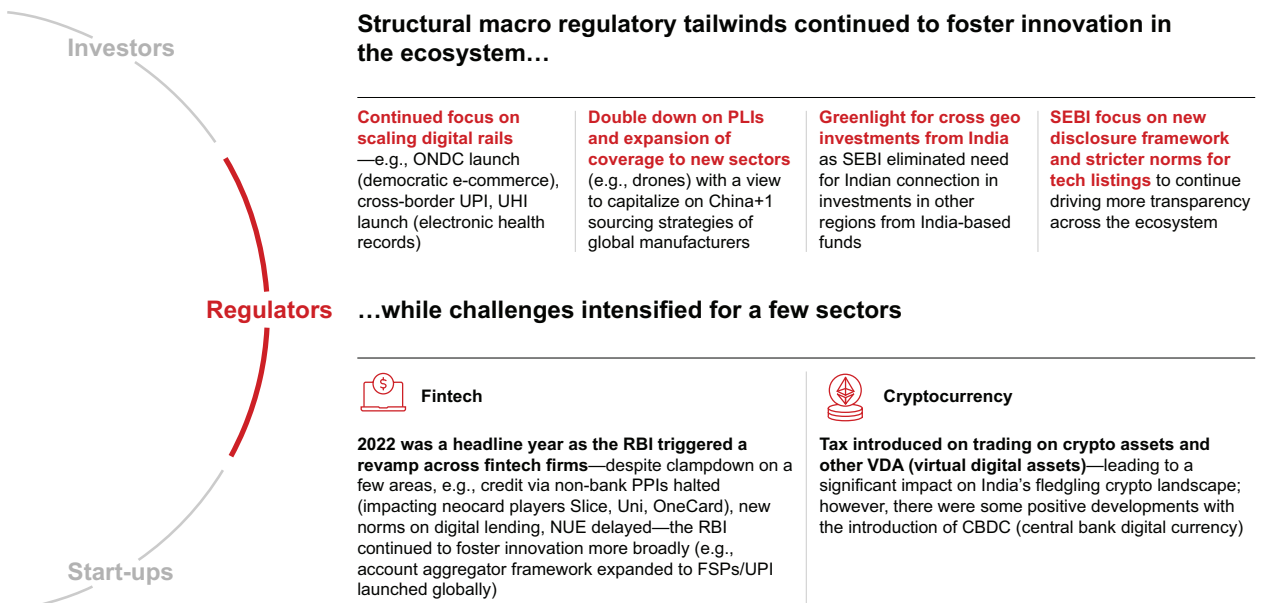 Investors
Structural macro regulatory tailwinds continued to foster innovation in
the ecosystem…
Continued focus on
scaling digital rails
—e.g., ONDC launch
(democratic e-commerce),
cross-border UPI, UHI
launch (electronic health
records)
Double down on PLIs
and expansion of
coverage to new sectors
(e.g., drones) with a view
to capitalize on China+1
sourcing strategies of
global manufacturers
Greenlight for cross geo
investments from India
as SEBI eliminated need
for Indian connection in
investments in other
regions from India-based
funds
SEBI focus on new
disclosure framework
and stricter norms for
tech listings to continue
driving more transparency
across the ecosystem
Regulators
…while challenges intensified for a few sectors
$
Fintech
2022 was a headline year as the RBI triggered a
revamp across fintech firms—despite clampdown on a
few areas, e.g., credit via non-bank PPIs halted
(impacting neocard players Slice, Uni, OneCard), new
norms on digital lending, NUE delayed—the RBI
continued to foster innovation more broadly (e.g.,
account aggregator framework expanded to FSPs/UPI
launched globally)
Cryptocurrency
Tax introduced on trading on crypto assets and
other VDA (virtual digital assets)—leading to a
significant impact on India’s fledgling crypto landscape;
however, there were some positive developments with
the introduction of CBDC (central bank digital currency)
Start-ups